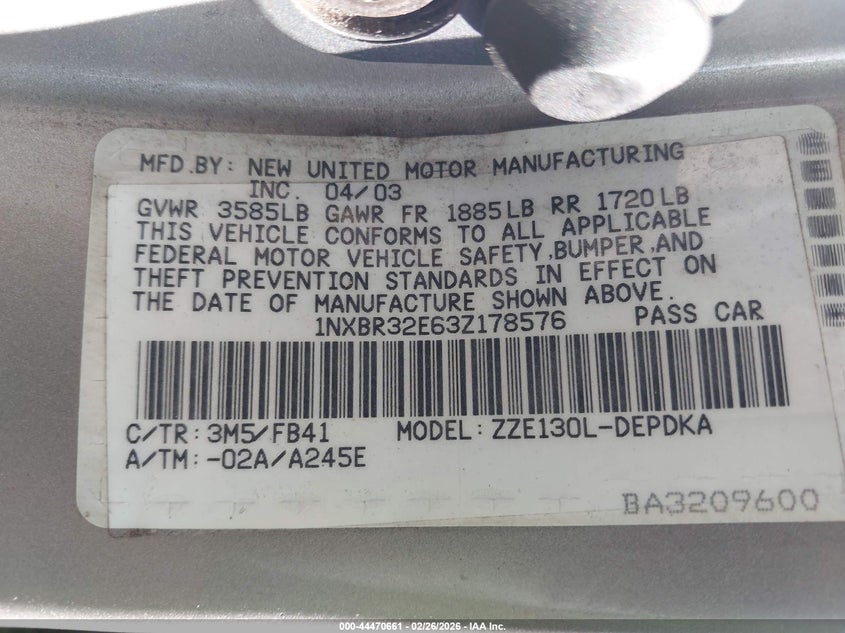 MFD.BY: NEW UNITED MOTOR MANUFACTURING
INC. 04/03
GVWR 3585LB GAWR FR 1885LB RR 1720LB
THIS VEHICLE CONFORMS TO ALL APPLICABLE
FEDERAL MOTOR VEHICLE SAFETY,BUMPER,AND
THEFT PREVENTION STANDARDS IN EFFECT ON
THE DATE OF MANUFACTURE SHOWN ABOVE.
1NXBR32E63Z178576 PASS CAR
C/TR: 3M5/FB41 MODEL: ZZE130L-DEPDKA
A/TM: -02A/A245E
BA3209600
000-44470661 | 02/26/2026 - IAA Inc.